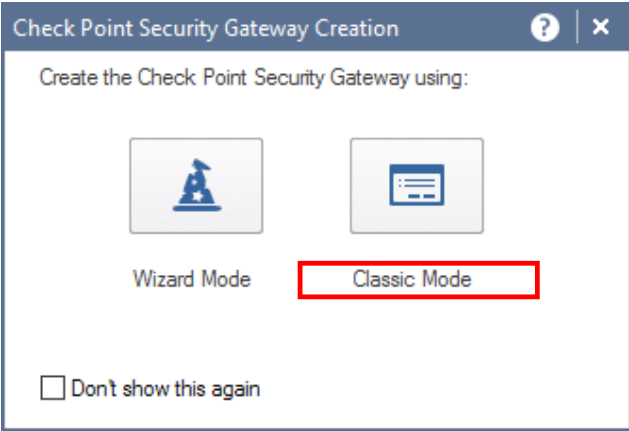 Check Point Security Gateway Creation
Create the Check Point Security Gateway using:
Wizard Mode
Classic Mode
Don't show this again